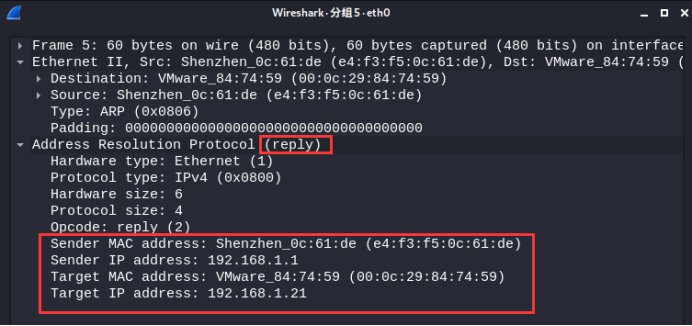 Wireshark·分组5·eth0
Frame 5: 60 bytes on wire (480 bits), 60 bytes captured (480 bits) on interface
Ethernet II, Src: Shenzhen_0c:61:de (e4:f3:f5:0c:61:de), Dst: VMware_84:74:59 (
Destination: VMware_84:74:59 (00:0c:29:84:74:59)
Source: Shenzhen_0c:61:de (e4:f3:f5:0c:61:de)
Type: ARP (0x0806)
Padding: 000000000000000000000000000000000000
Address Resolution Protocol (reply)
Hardware type: Ethernet (1)
Protocol type: IPv4 (0x0800)
Hardware size: 6
Protocol size: 4
Opcode: reply (2)
Sender MAC address: Shenzhen_0c:61:de (e4:f3:f5:0c:61:de)
Sender IP address: 192.168.1.1
Target MAC address: VMware_84:74:59 (00:0c:29:84:74:59)
Target IP address: 192.168.1.21